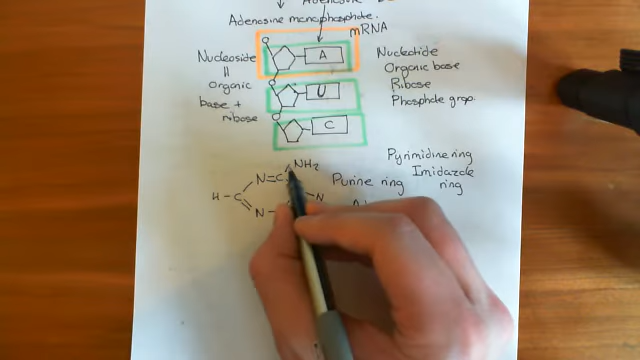 Adenosine monophosphate.
mRNA
Nucleoside
=
Organic
base +
ribose
A
U
C
Nucleotide
Organic base
Ribose
Phosphate group.
Pyrimidine ring
Imidazole
ring
Purine ring
NH2
N=C
H-C
N
N